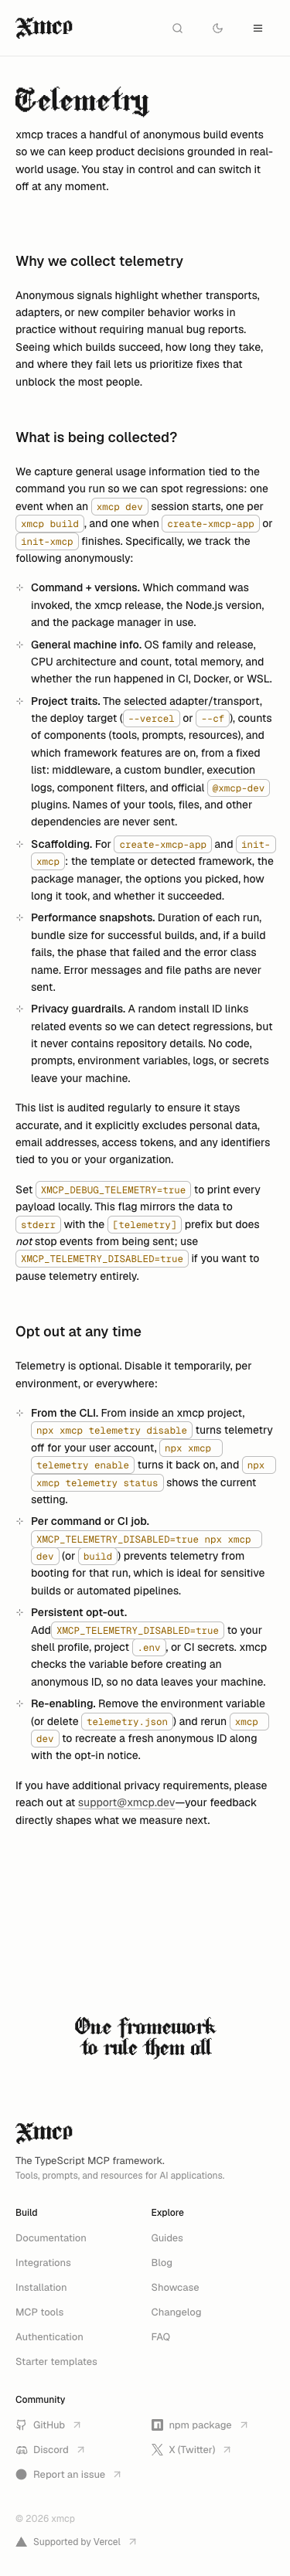 Xmcp
Telemetry
xmcp traces a handful of anonymous build events
so we can keep product decisions grounded in real-
world usage. You stay in control and can switch it
off at any moment.
Why we collect telemetry
Anonymous signals highlight whether transports,
adapters, or new compiler behavior works in
practice without requiring manual bug reports.
Seeing which builds succeed, how long they take,
and where they fail lets us prioritize fixes that
unblock the most people.
What is being collected?
We capture general usage information tied to the
command you run so we can spot regressions: one
event when an xmcp dev session starts, one per
xmcp build, and one when create-xmcp-app or
init-xmcp finishes. Specifically, we track the
following anonymously:
Command + versions. Which command was
invoked, the xmcp release, the Node.js version,
and the package manager in use.
General machine info. OS family and release,
CPU architecture and count, total memory, and
whether the run happened in CI, Docker, or WSL.
Project traits. The selected adapter/transport,
the deploy target (--vercel or --cf), counts
of components (tools, prompts, resources), and
which framework features are on, from a fixed
list: middleware, a custom bundler, execution
logs, component filters, and official @xmcp-dev
plugins. Names of your tools, files, and other
dependencies are never sent.
Scaffolding. For create-xmcp-app and init-
xmcp: the template or detected framework, the
package manager, the options you picked, how
long it took, and whether it succeeded.
Performance snapshots. Duration of each run,
bundle size for successful builds, and, if a build
fails, the phase that failed and the error class
name. Error messages and file paths are never
sent.
Privacy guardrails. A random install ID links
related events so we can detect regressions, but
it never contains repository details. No code,
prompts, environment variables, logs, or secrets
leave your machine.
This list is audited regularly to ensure it stays
accurate, and it explicitly excludes personal data,
email addresses, access tokens, and any identifiers
tied to you or your organization.
Set XMCP_DEBUG_TELEMETRY=true to print every
payload locally. This flag mirrors the data to
stderr with the [telemetry] prefix but does
not stop events from being sent; use
XMCP_TELEMETRY_DISABLED=true if you want to
pause telemetry entirely.
Opt out at any time
Telemetry is optional. Disable it temporarily, per
environment, or everywhere:
From the CLI. From inside an xmcp project,
npx xmcp telemetry disable turns telemetry
off for your user account, npx xmcp
telemetry enable turns it back on, and npx
xmcp telemetry status shows the current
setting.
Per command or CI job.
XMCP_TELEMETRY_DISABLED=true npx xmcp
dev (or build) prevents telemetry from
booting for that run, which is ideal for sensitive
builds or automated pipelines.
Persistent opt-out.
Add XMCP_TELEMETRY_DISABLED=true to your
shell profile, project .env, or CI secrets. xmcp
checks the variable before creating an
anonymous ID, so no data leaves your machine.
Re-enabling. Remove the environment variable
(or delete telemetry.json) and rerun xmcp
dev to recreate a fresh anonymous ID along
with the opt-in notice.
If you have additional privacy requirements, please
reach out at support@xmcp.dev—your feedback
directly shapes what we measure next.
One framework
to rule them all
Xmcp
The TypeScript MCP framework.
Tools, prompts, and resources for AI applications.
Build
Documentation
Integrations
Installation
MCP tools
Authentication
Starter templates
Explore
Guides
Blog
Showcase
Changelog
FAQ
Community
GitHub
npm package
Discord
X (Twitter)
Report an issue
© 2026 xmcp
Supported by Vercel